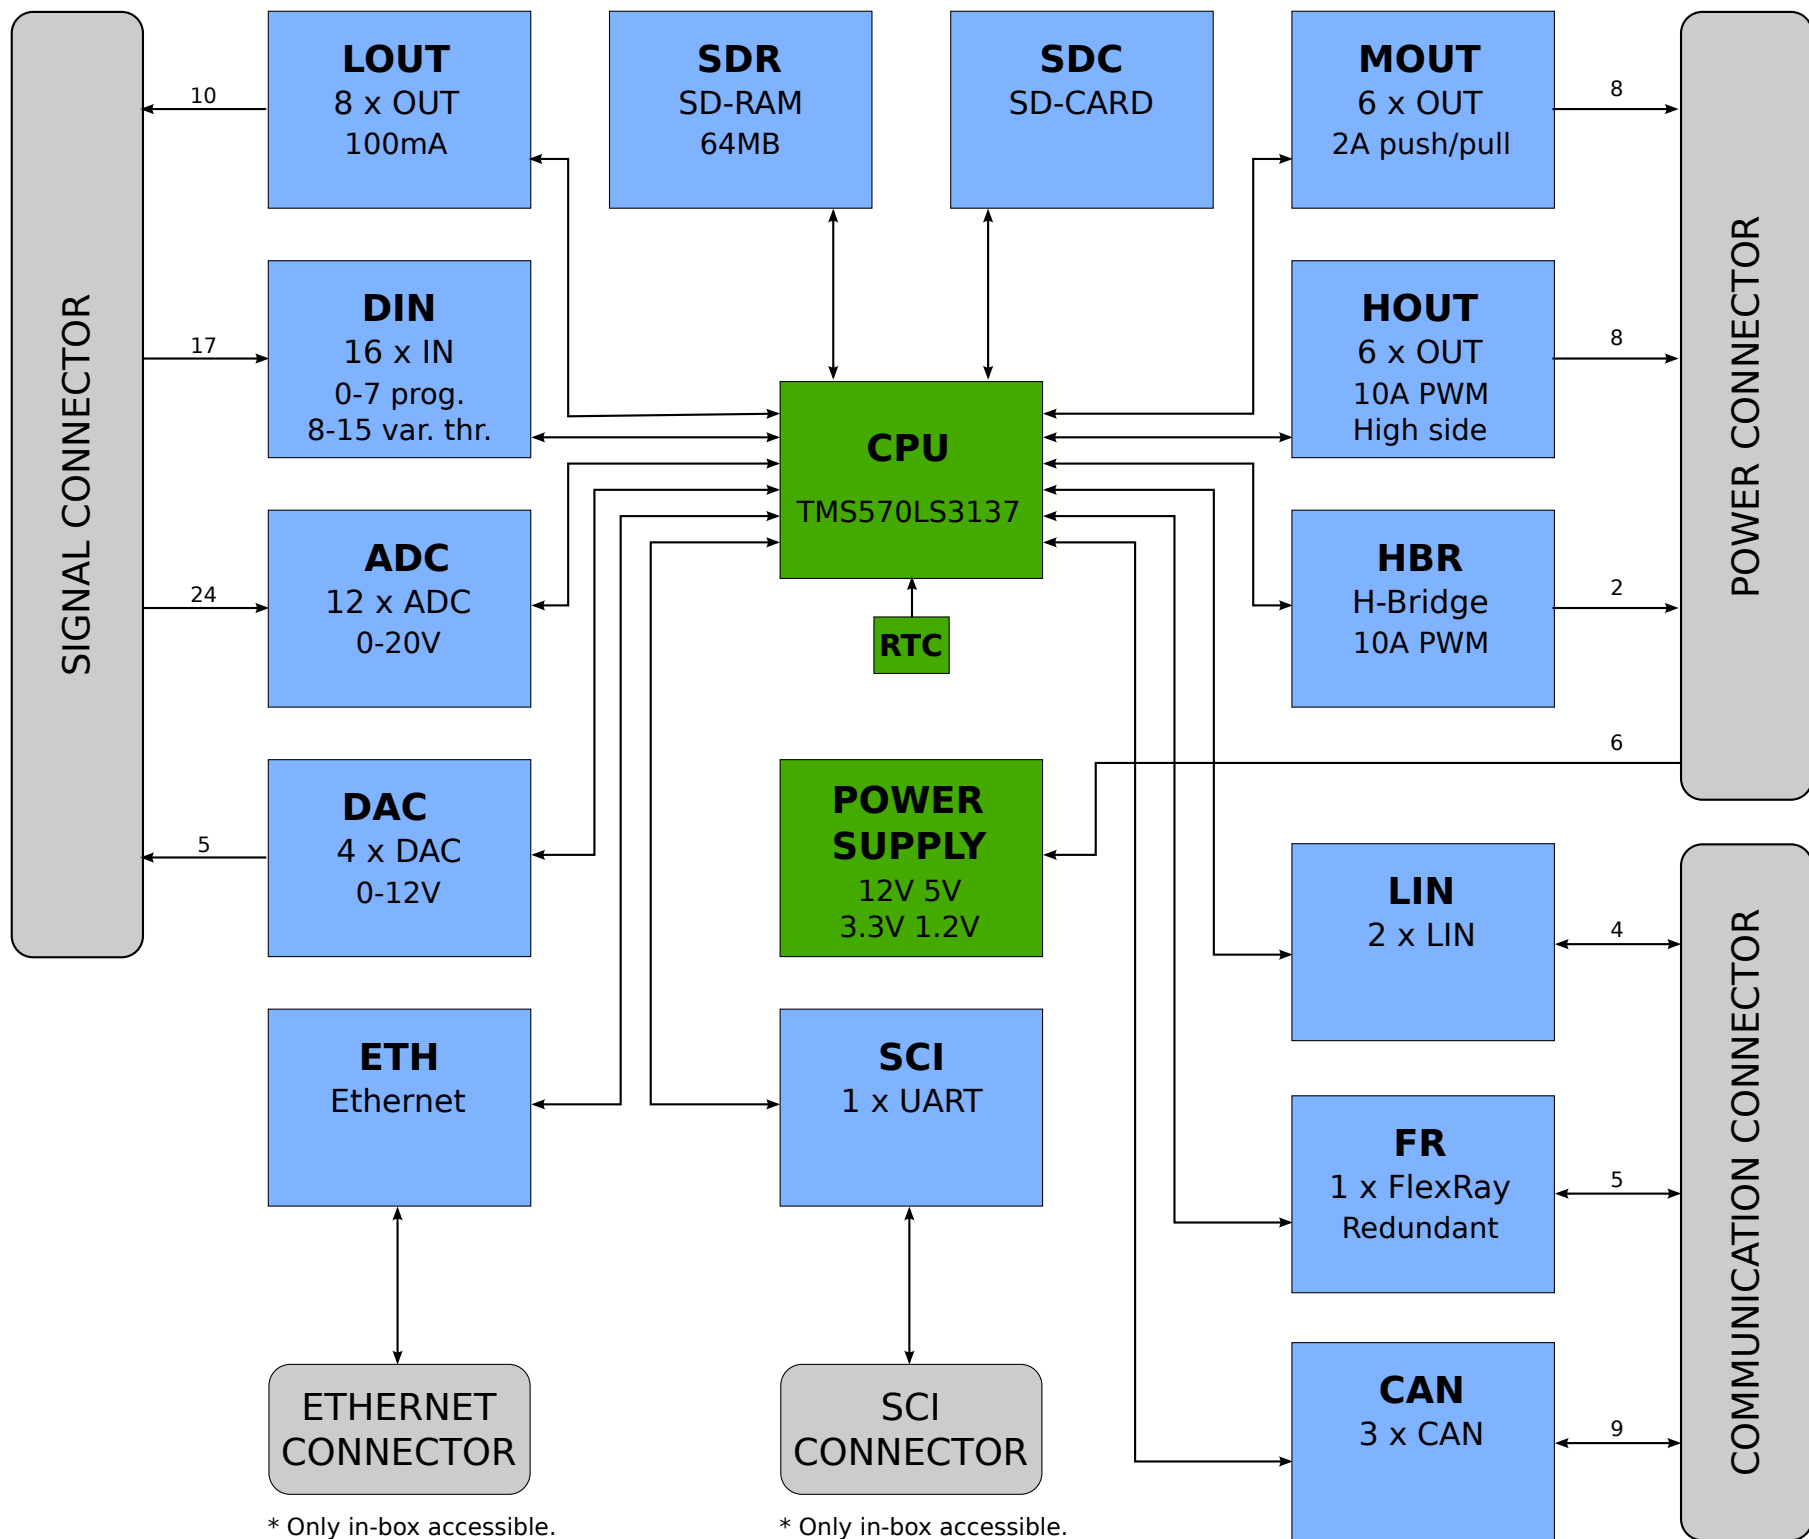 SIGNAL CONNECTOR
10
17
24
5
LOUT
8 x OUT
100mA
DIN
16 x IN
0-7 prog.
8-15 var. thr.
ADC
12 x ADC
0-20V
DAC
4 x DAC
0-12V
ETH
Ethernet
ETHERNET
CONNECTOR
* Only in-box accessible.
SDR
SD-RAM
64MB
SDC
SD-CARD
CPU
TMS570LS3137
RTC
POWER
SUPPLY
12V 5V
3.3V 1.2V
SCI
1 x UART
SCI
CONNECTOR
* Only in-box accessible.
MOUT
6 x OUT
2A push/pull
HOUT
6 x OUT
10A PWM
High side
HBR
H-Bridge
10A PWM
LIN
2 x LIN
FR
1 x FlexRay
Redundant
CAN
3 x CAN
8
8
2
6
4
5
9
POWER CONNECTOR
COMMUNICATION CONNECTOR